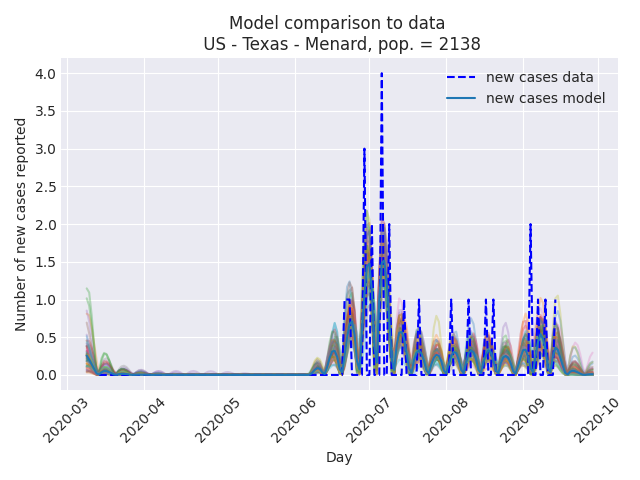 Model comparison to data
US - Texas - Menard, pop. = 2138
new cases data
new cases model
Number of new cases reported
4.0
3.5
3.0
2.5
2.0
1.5
1.0
0.5
0.0
2020-03
2020-04
2020-05
2020-06
2020-07
2020-08
2020-09
2020-10
Day